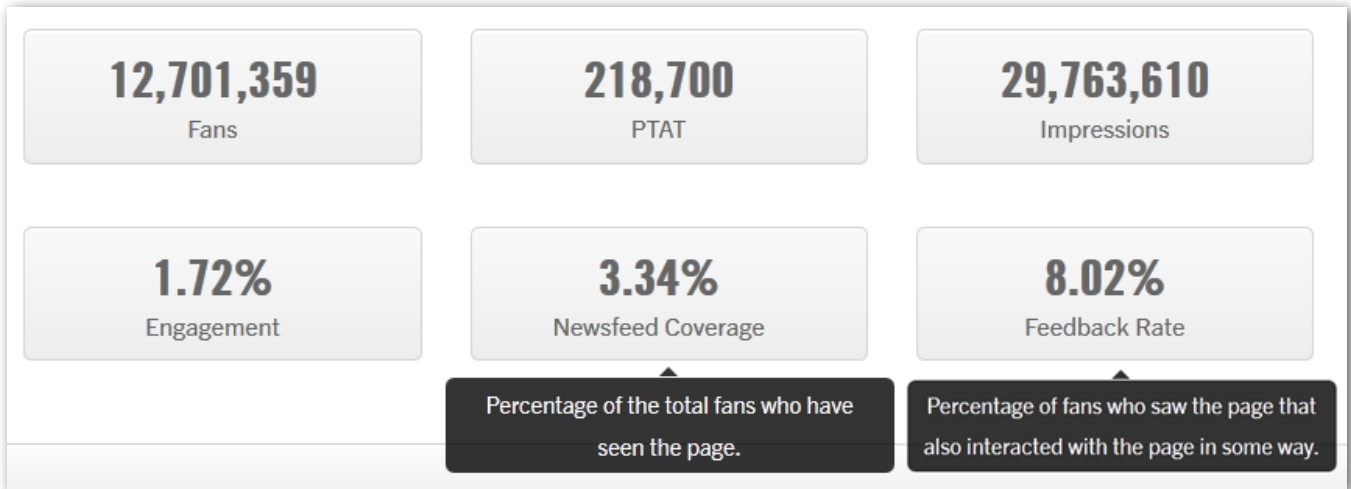 12,701,359
Fans
218,700
PTAT
29,763,610
Impressions
1.72%
Engagement
3.34%
Newsfeed Coverage
8.02%
Feedback Rate
Percentage of the total fans who have
seen the page.
Percentage of fans who saw the page that
also interacted with the page in some way.